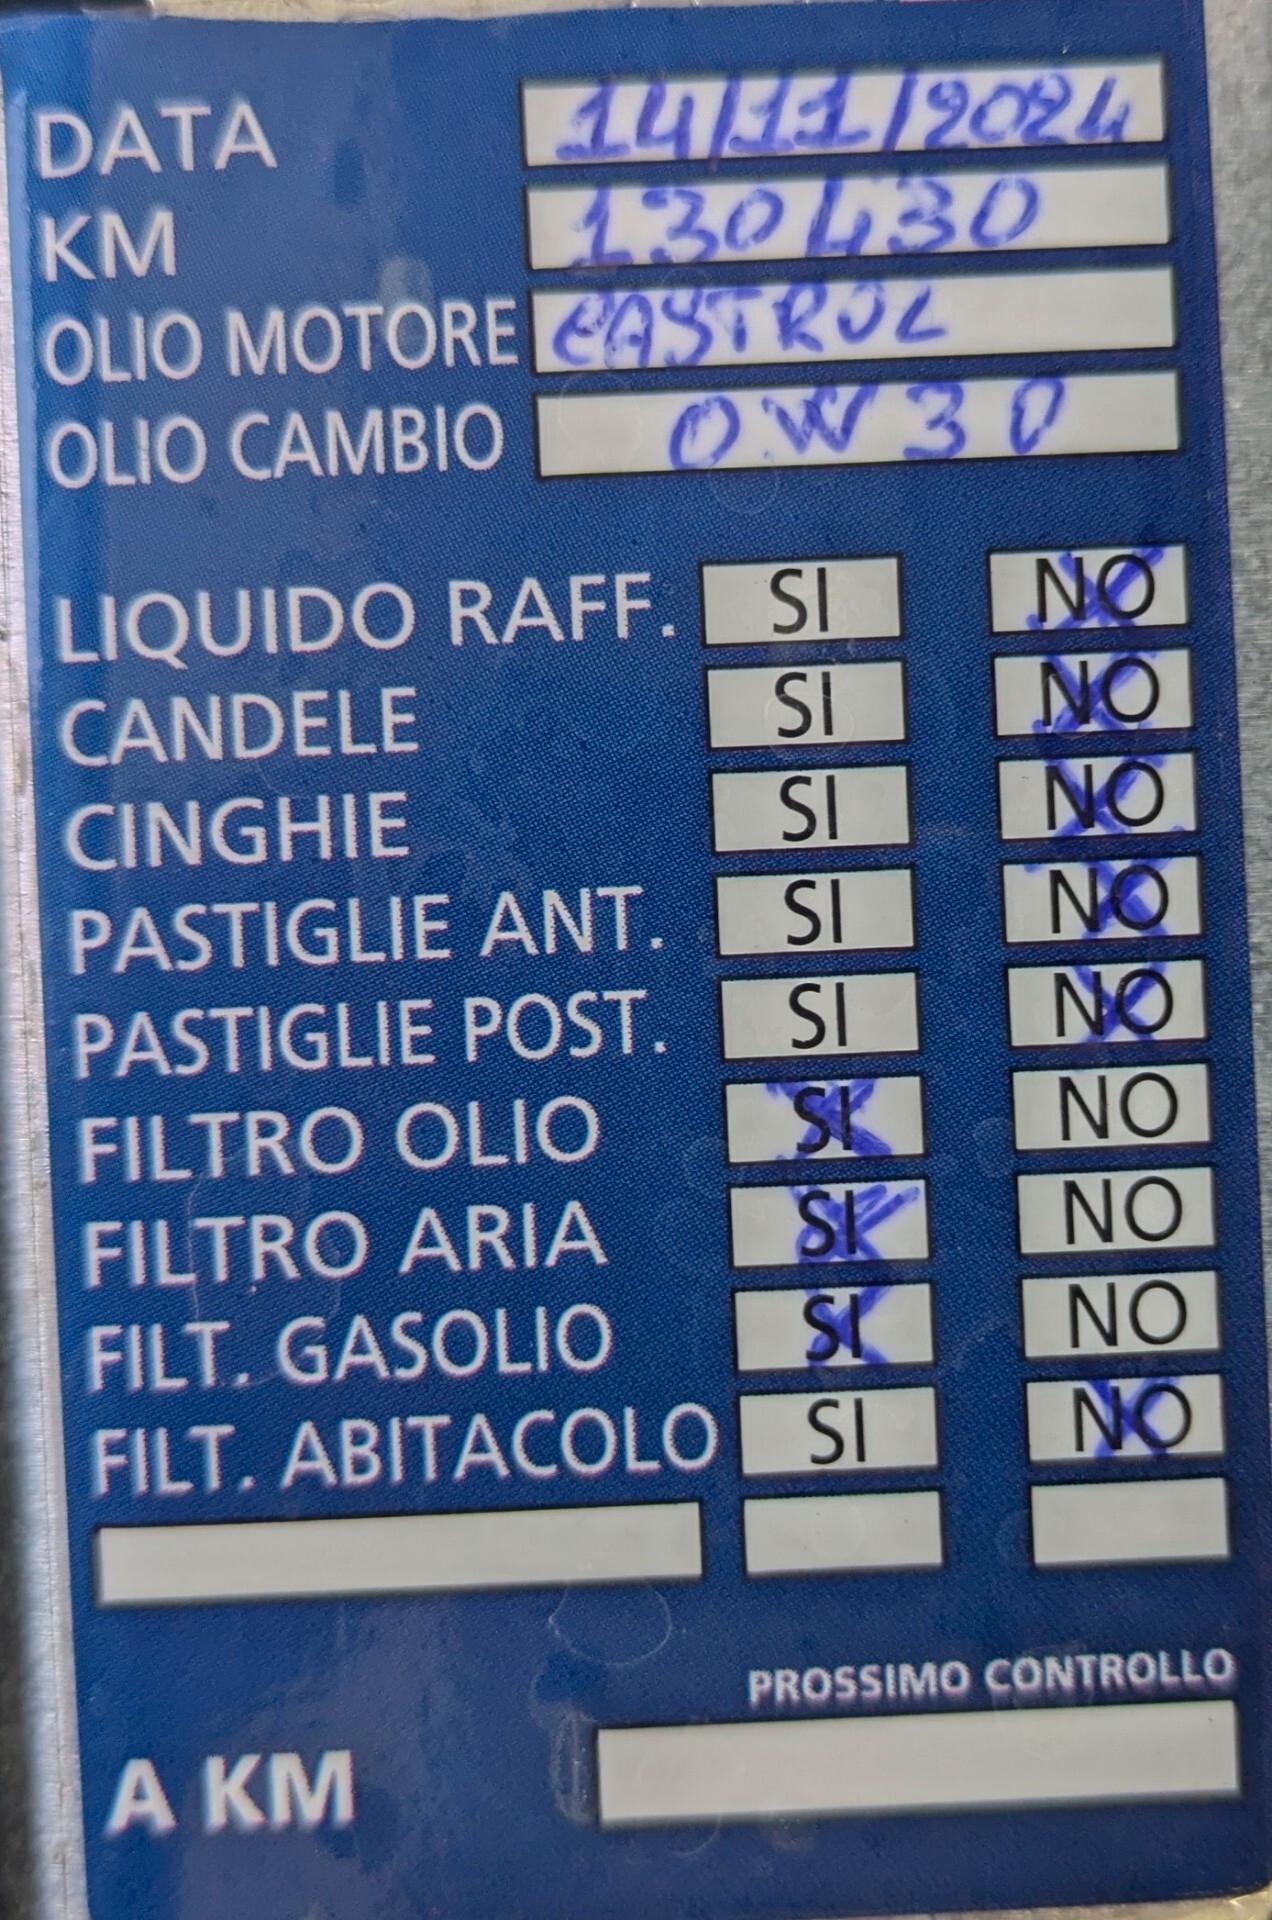 DATA 14/11/2024
KM 130430
OLIO MOTORE CASTROL
OLIO CAMBIO 0W30
LIQUIDO RAFF. SI NO
CANDELE SI NO
CINGHIE SI NO
PASTIGLIE ANT. SI NO
PASTIGLIE POST. SI NO
FILTRO OLIO SI NO
FILTRO ARIA SI NO
FILT. GASOLIO SI NO
FILT. ABITACOLO SI NO
PROSSIMO CONTROLLO
A KM